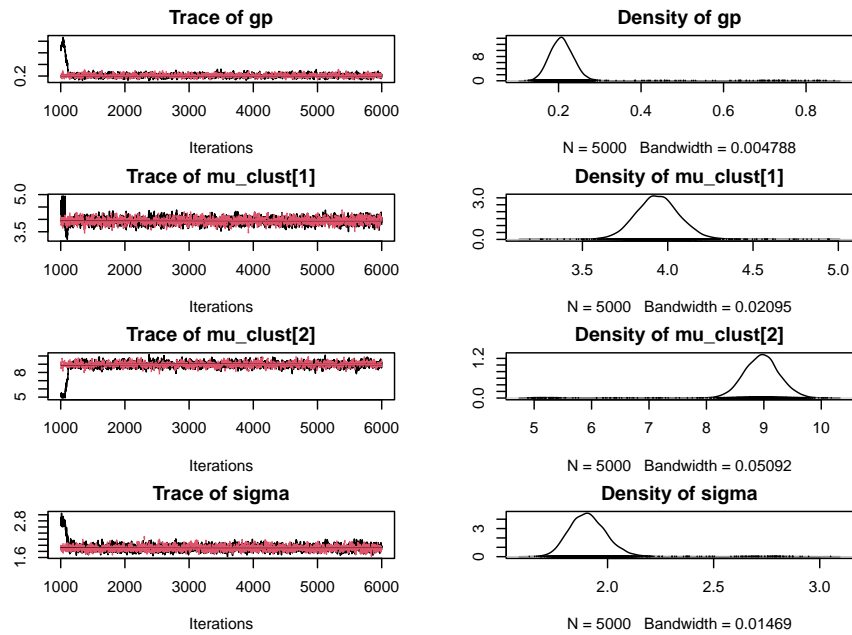 Trace of gp
0.2
1000 2000 3000 4000 5000 6000
Iterations
Density of gp
0 8
0.2 0.4 0.6 0.8
N = 5000 Bandwidth = 0.004788
Trace of mu_clust[1]
3.5 5.0
1000 2000 3000 4000 5000 6000
Iterations
Density of mu_clust[1]
0.0 3.0
3.5 4.0 4.5 5.0
N = 5000 Bandwidth = 0.02095
Trace of mu_clust[2]
5 8
1000 2000 3000 4000 5000 6000
Iterations
Density of mu_clust[2]
0.0 1.2
5 6 7 8 9 10
N = 5000 Bandwidth = 0.05092
Trace of sigma
1.6 2.8
1000 2000 3000 4000 5000 6000
Iterations
Density of sigma
0 3
2.0 2.5 3.0
N = 5000 Bandwidth = 0.01469